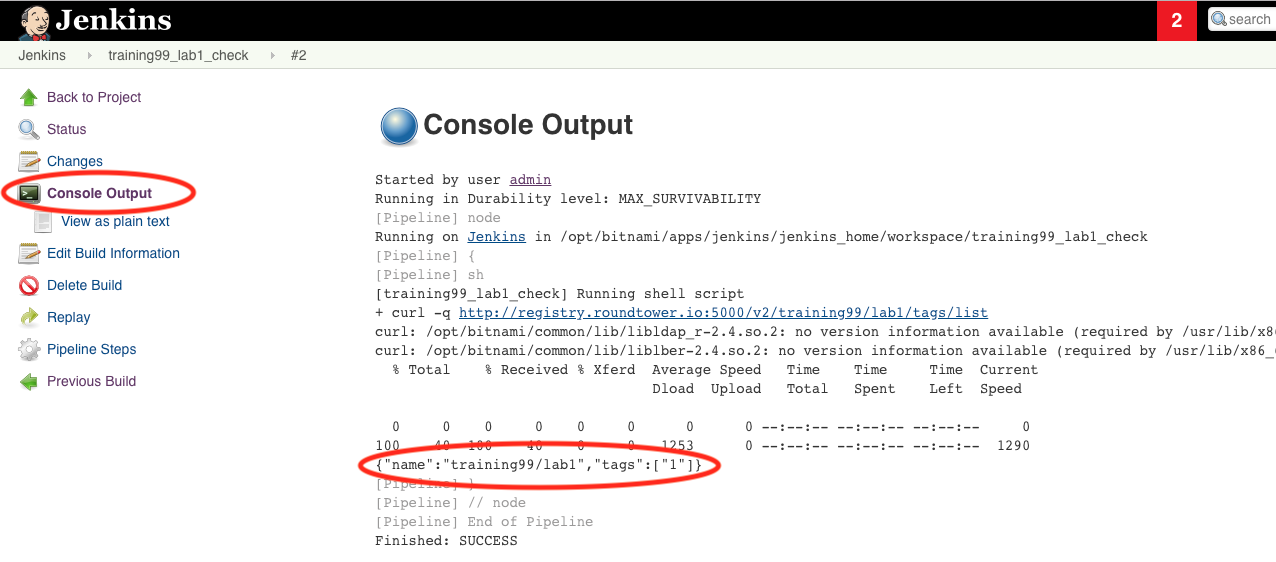 Jenkins
2
search
Jenkins training99_lab1_check #2
Back to Project
Status
Changes
Console Output
View as plain text
Edit Build Information
Delete Build
Replay
Pipeline Steps
Previous Build
Console Output
Started by user admin
Running in Durability level: MAX_SURVIVABILITY
[Pipeline] node
Running on Jenkins in /opt/bitnami/apps/jenkins/jenkins_home/workspace/training99_lab1_check
[Pipeline] {
[Pipeline] sh
[training99_lab1_check] Running shell script
+ curl -q http://registry.roundtower.io:5000/v2/training99/lab1/tags/list
curl: /opt/bitnami/common/lib/libldap_r-2.4.so.2: no version information available (required by /usr/lib/x86
curl: /opt/bitnami/common/lib/liblber-2.4.so.2: no version information available (required by /usr/lib/x86_
% Total % Received % Xferd Average Speed Time Time Time Current
Dload Upload Total Spent Left Speed
0 0 0 0 0 0 0 0 --:--:-- --:--:-- --:--:-- 0
100 40 100 40 0 0 1253 0 --:--:-- --:--:-- --:--:-- 1290
{"name":"training99/lab1","tags":["1"]}
[Pipeline] }
[Pipeline] // node
[Pipeline] End of Pipeline
Finished: SUCCESS